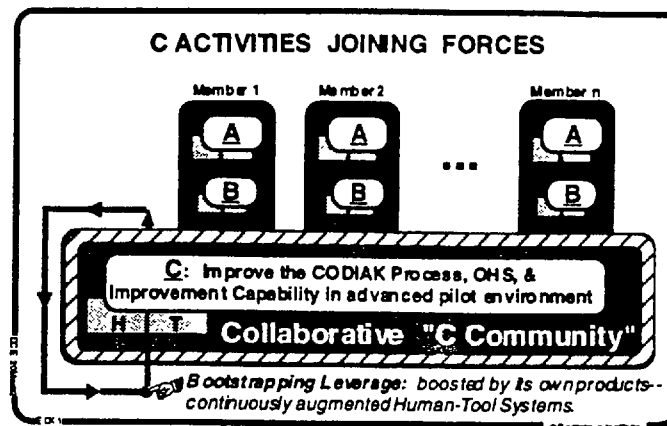 C ACTIVITIES JOINING FORCES
Member 1 Member 2 Member n
A A A
...
B B B
C: Improve the CODIAK Process, OHS, &
Improvement Capability in advanced pilot environment
H T
Collaborative "C Community"
Bootstrapping Leverage: boosted by its own products--
continuously augmented Human-Tool Systems.